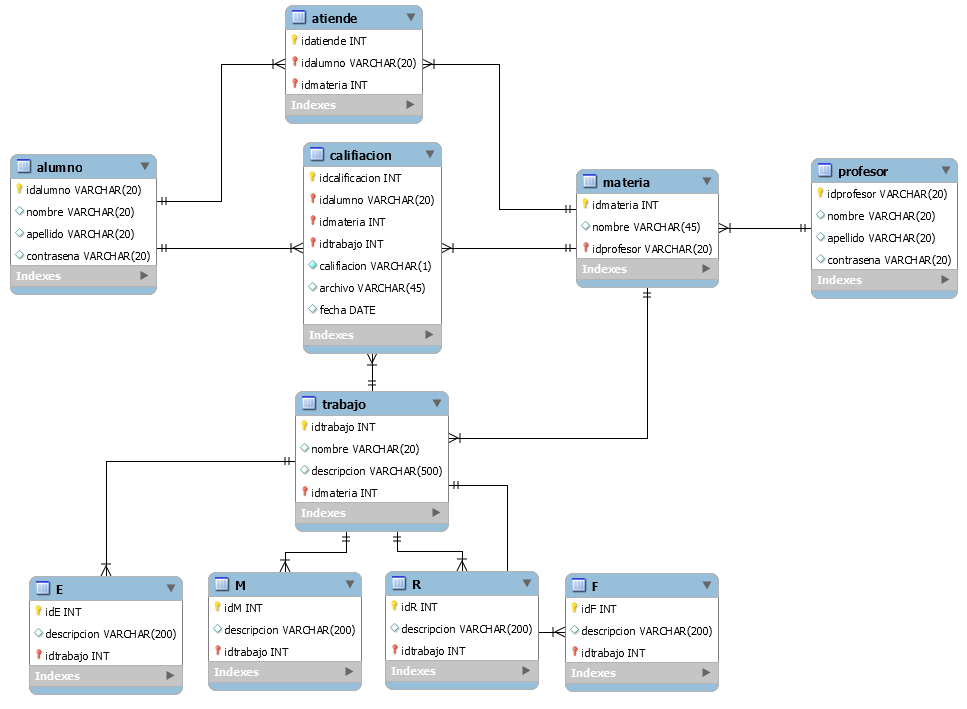 atiende
idatiende INT
idalumno VARCHAR(20)
idmateria INT
Indexes
alumno
idalumno VARCHAR(20)
nombre VARCHAR(20)
apellido VARCHAR(20)
contrasena VARCHAR(20)
Indexes
califiacion
idcalificacion INT
idalumno VARCHAR(20)
idmateria INT
idtrabajo INT
califiacion VARCHAR(1)
archivo VARCHAR(45)
fecha DATE
Indexes
materia
idmateria INT
nombre VARCHAR(45)
idprofesor VARCHAR(20)
Indexes
profesor
idprofesor VARCHAR(20)
nombre VARCHAR(20)
apellido VARCHAR(20)
contrasena VARCHAR(20)
Indexes
trabajo
idtrabajo INT
nombre VARCHAR(20)
descripcion VARCHAR(500)
idmateria INT
Indexes
E
idE INT
descripcion VARCHAR(200)
idtrabajo INT
Indexes
M
idM INT
descripcion VARCHAR(200)
idtrabajo INT
Indexes
R
idR INT
descripcion VARCHAR(200)
idtrabajo INT
Indexes
F
idF INT
descripcion VARCHAR(200)
idtrabajo INT
Indexes